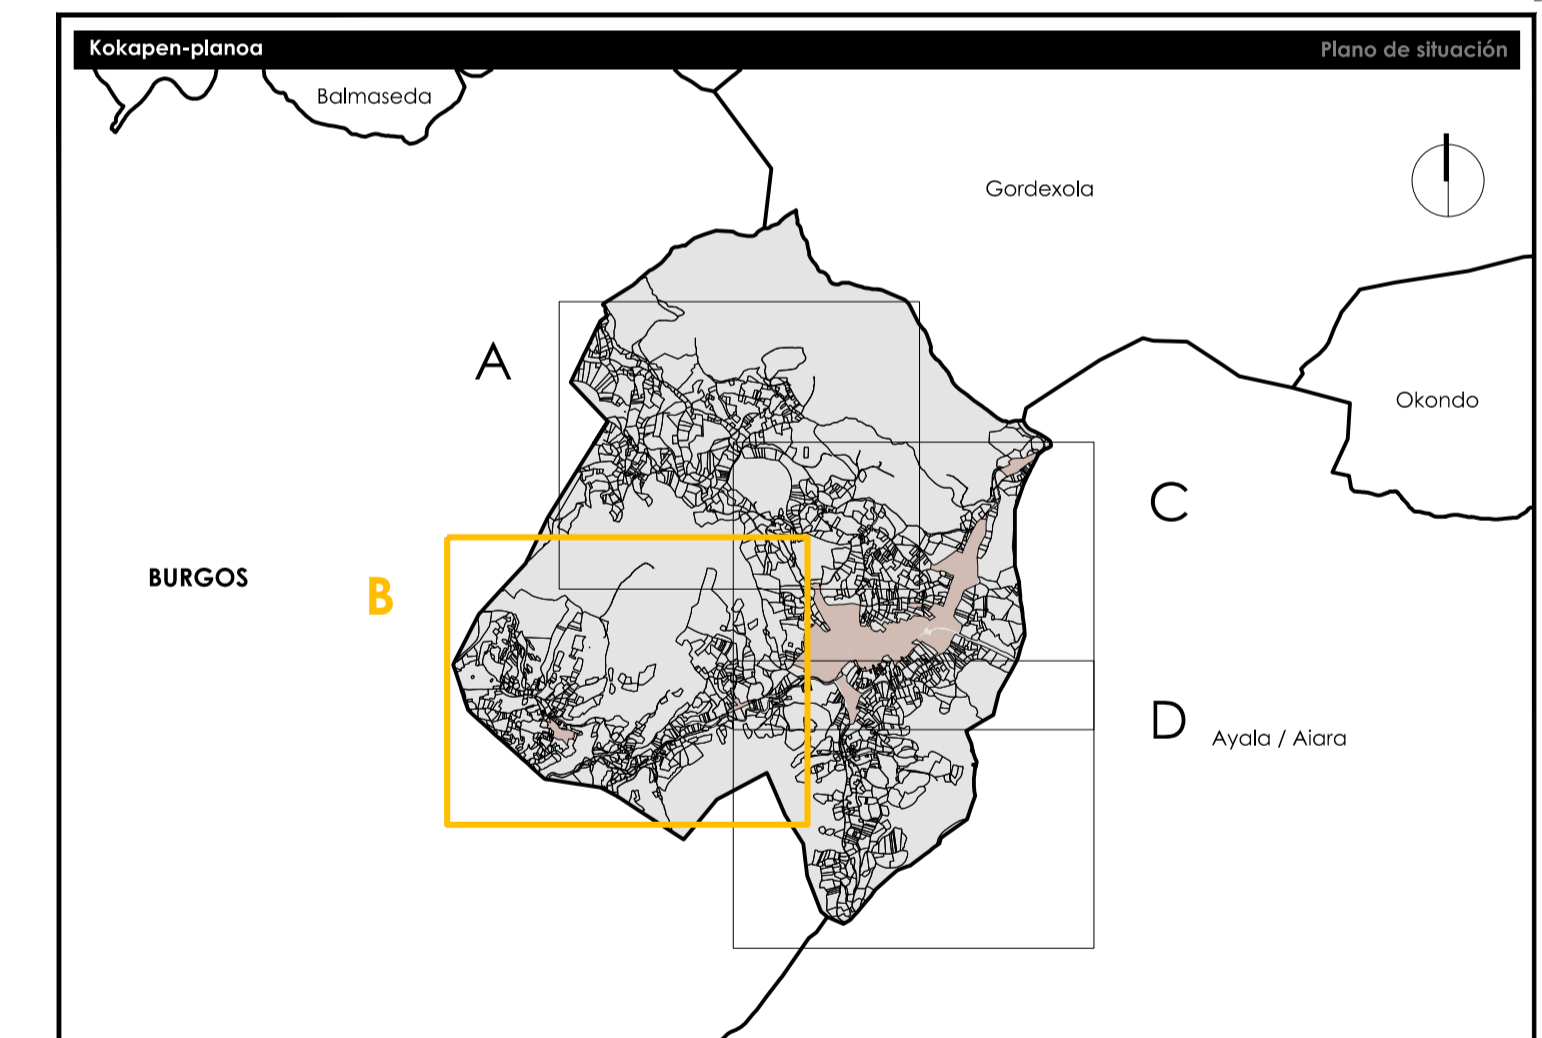 Kokapen-planoa
Plano de situación
Balmaseda
Gordexola
A
Okondo
C
BURGOS
B
D
Ayala / Aiara